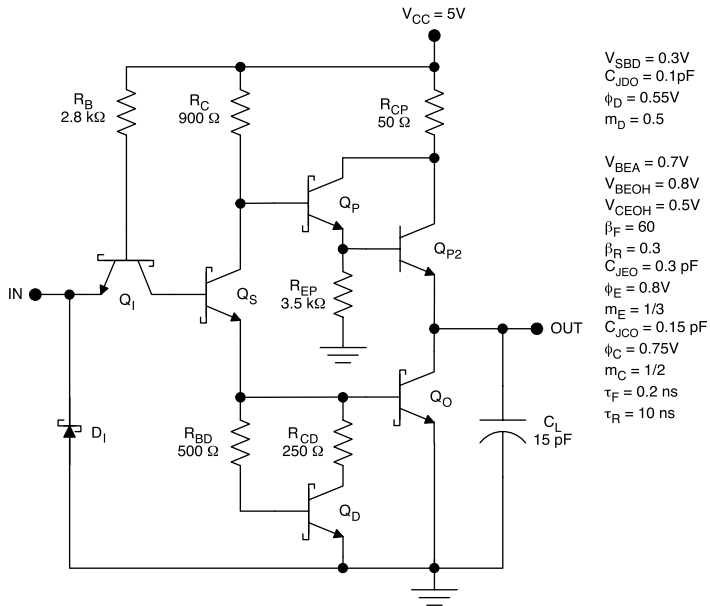 V_CC = 5V
R_B
2.8 kΩ
R_C
900 Ω
R_CP
50 Ω
Q_P
Q_P2
R_EP
3.5 kΩ
IN
Q_I
Q_S
OUT
D_I
R_BD
500 Ω
R_CD
250 Ω
Q_O
C_L
15 pF
Q_D
V_SBD = 0.3V
C_JDO = 0.1pF
ϕ_D = 0.55V
m_D = 0.5
V_BEA = 0.7V
V_BEOH = 0.8V
V_CEOH = 0.5V
β_F = 60
β_R = 0.3
C_JEO = 0.3 pF
ϕ_E = 0.8V
m_E = 1/3
C_JCO = 0.15 pF
ϕ_C = 0.75V
m_C = 1/2
τ_F = 0.2 ns
τ_R = 10 ns